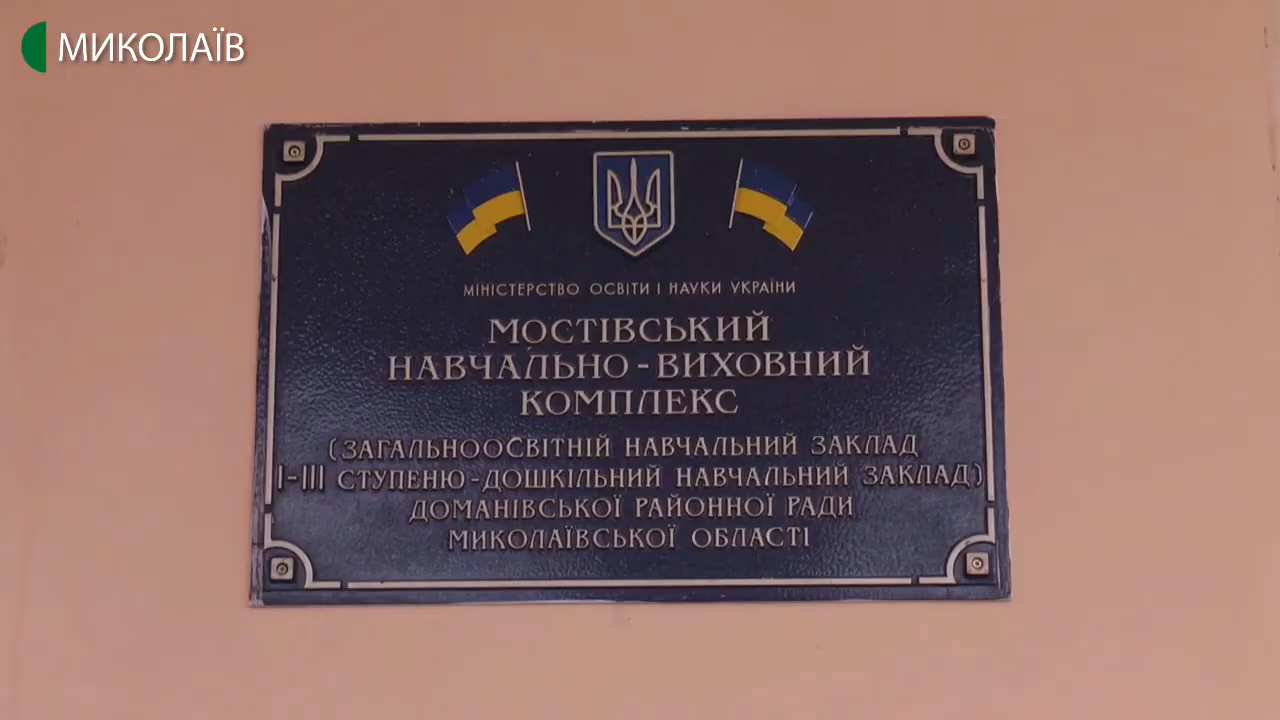 МИКОЛАЇВ
МІНІСТЕРСТВО ОСВІТИ І НАУКИ УКРАЇНИ
МОСТІВСЬКИЙ
НАВЧАЛЬНО-ВИХОВНИЙ
КОМПЛЕКС
(ЗАГАЛЬНООСВІТНІЙ НАВЧАЛЬНИЙ ЗАКЛАД
І-ІІІ СТУПЕНЮ-ДОШКІЛЬНИЙ НАВЧАЛЬНИЙ ЗАКЛАД)
ДОМАНІВСЬКОЇ РАЙОННОЇ РАДИ
МИКОЛАЇВСЬКОЇ ОБЛАСТІ